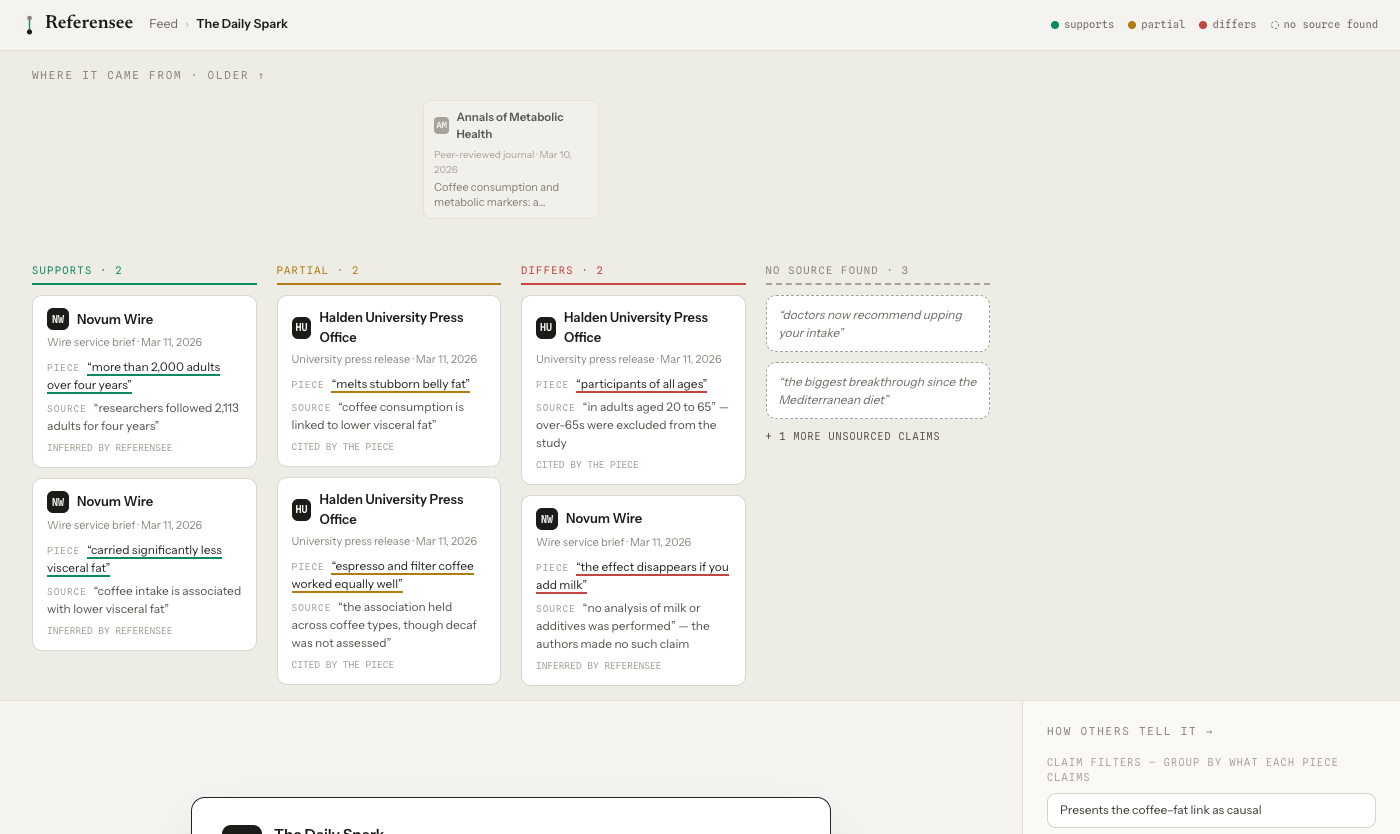 Referensee Feed › The Daily Spark
supports partial differs no source found
WHERE IT CAME FROM · OLDER ↑
AM Annals of Metabolic
Health
Peer-reviewed journal · Mar 10,
2026
Coffee consumption and
metabolic markers: a…
SUPPORTS · 2
NW Novum Wire
Wire service brief · Mar 11, 2026
PIECE “more than 2,000 adults
over four years”
SOURCE “researchers followed 2,113
adults for four years”
INFERRED BY REFERENSEE
NW Novum Wire
Wire service brief · Mar 11, 2026
PIECE “carried significantly less
visceral fat”
SOURCE “coffee intake is associated
with lower visceral fat”
INFERRED BY REFERENSEE
PARTIAL · 2
HU Halden University Press
Office
University press release · Mar 11, 2026
PIECE “melts stubborn belly fat”
SOURCE “coffee consumption is
linked to lower visceral fat”
CITED BY THE PIECE
HU Halden University Press
Office
University press release · Mar 11, 2026
PIECE “espresso and filter coffee
worked equally well”
SOURCE “the association held
across coffee types, though decaf
was not assessed”
CITED BY THE PIECE
DIFFERS · 2
HU Halden University Press
Office
University press release · Mar 11, 2026
PIECE “participants of all ages”
SOURCE “in adults aged 20 to 65” —
over-65s were excluded from the
study
CITED BY THE PIECE
NW Novum Wire
Wire service brief · Mar 11, 2026
PIECE “the effect disappears if you
add milk”
SOURCE “no analysis of milk or
additives was performed” — the
authors made no such claim
INFERRED BY REFERENSEE
NO SOURCE FOUND · 3
“doctors now recommend upping
your intake”
“the biggest breakthrough since the
Mediterranean diet”
+ 1 MORE UNSOURCED CLAIMS
The Daily Spark
HOW OTHERS TELL IT →
CLAIM FILTERS — GROUP BY WHAT EACH PIECE
CLAIMS
Presents the coffee–fat link as causal